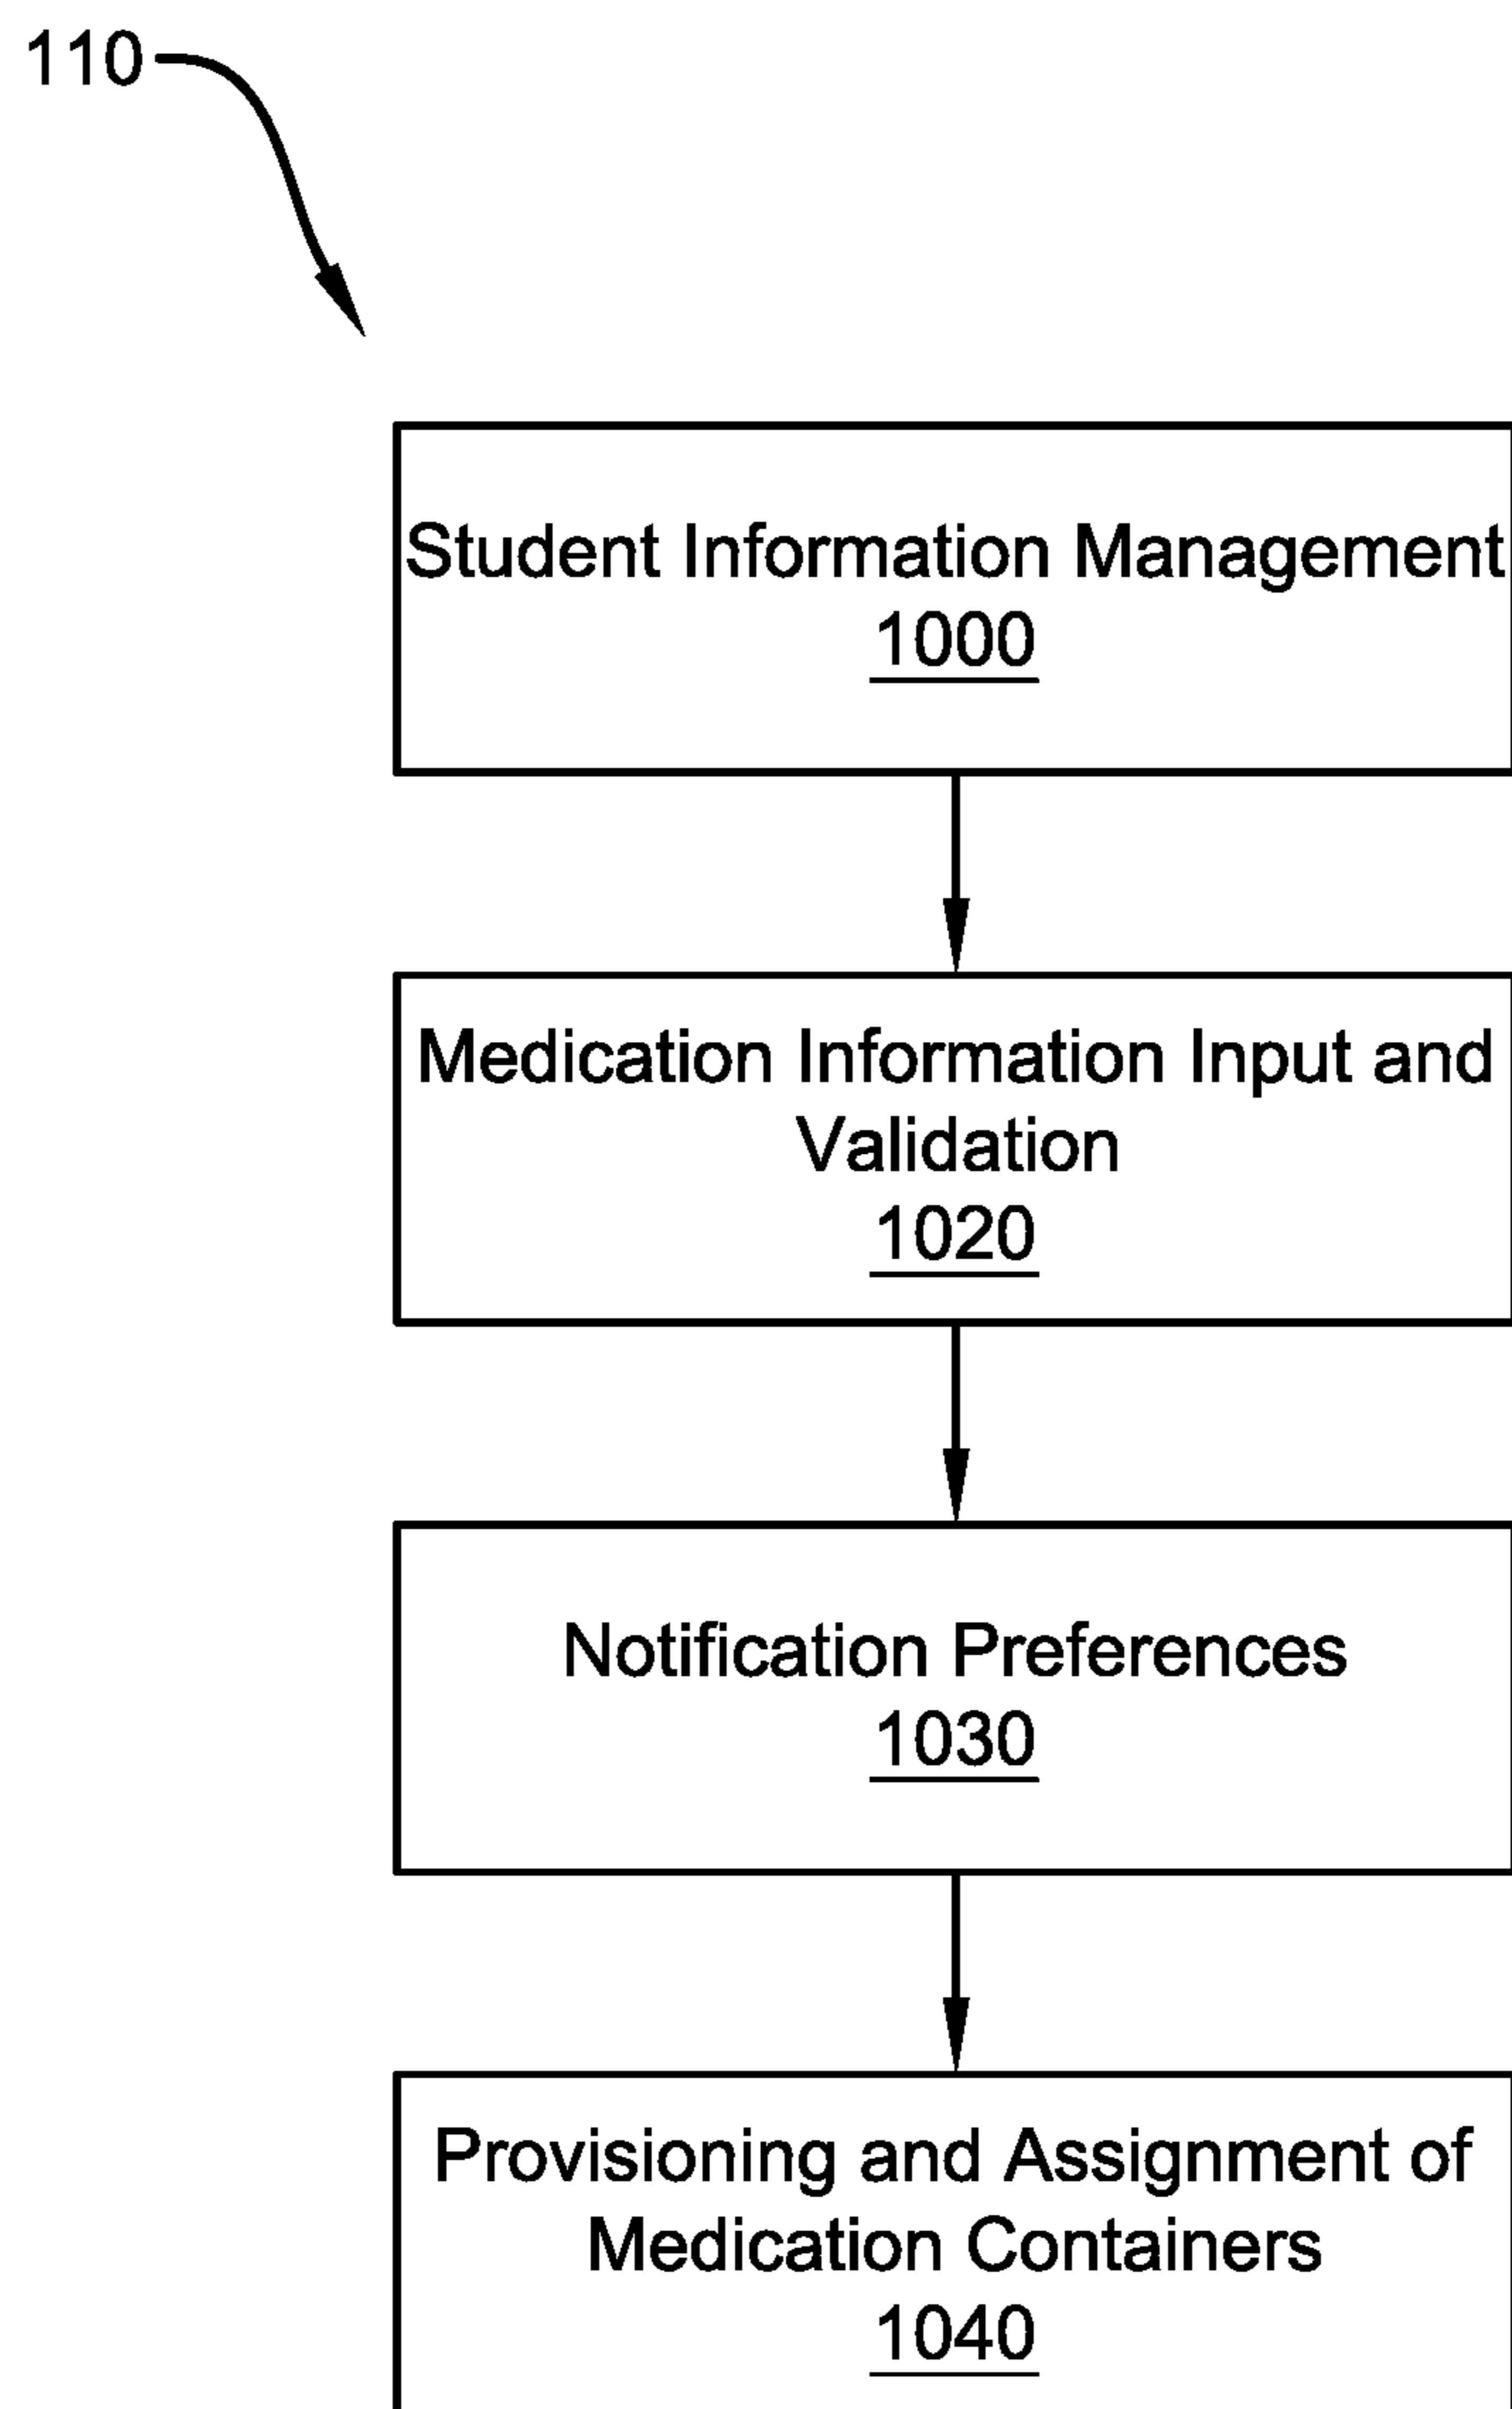 110
Student Information Management
1000
Medication Information Input and
Validation
1020
Notification Preferences
1030
Provisioning and Assignment of
Medication Containers
1040